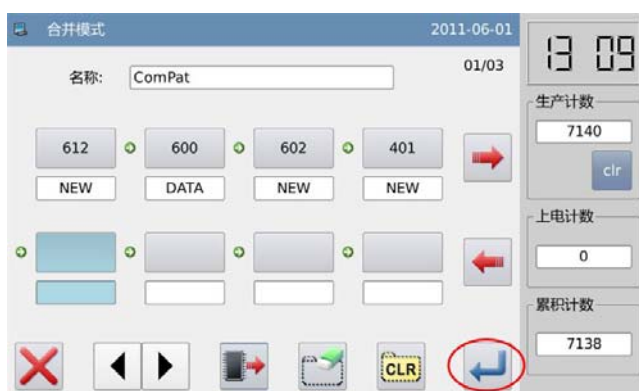 合并模式 2011-06-01
名称: ComPat 01/03
612 600 602 401
NEW DATA NEW NEW
CLR
13 09
生产计数
7140
clr
上电计数
0
累积计数
7138